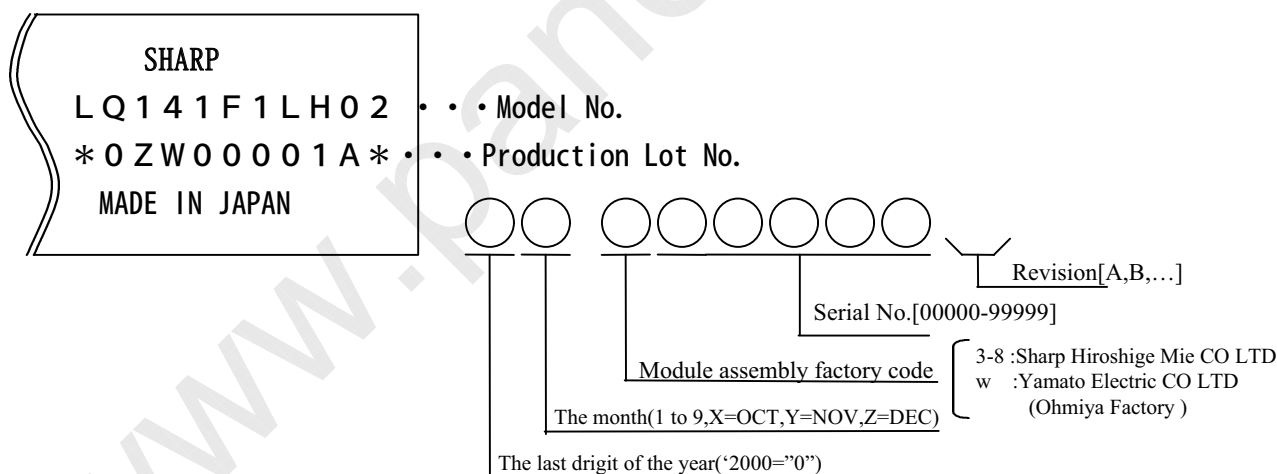 SHARP
LQ141F1LH02 ・・・Model No.
*0ZW00001A*・・・Production Lot No.
MADE IN JAPAN
Revision[A,B,…]
Serial No.[00000-99999]
Module assembly factory code
3-8 :Sharp Hiroshige Mie CO LTD
w :Yamato Electric CO LTD
(Ohmiya Factory )
The month(1 to 9,X=OCT,Y=NOV,Z=DEC)
The last drigit of the year(‘2000=”0”)
www.pan